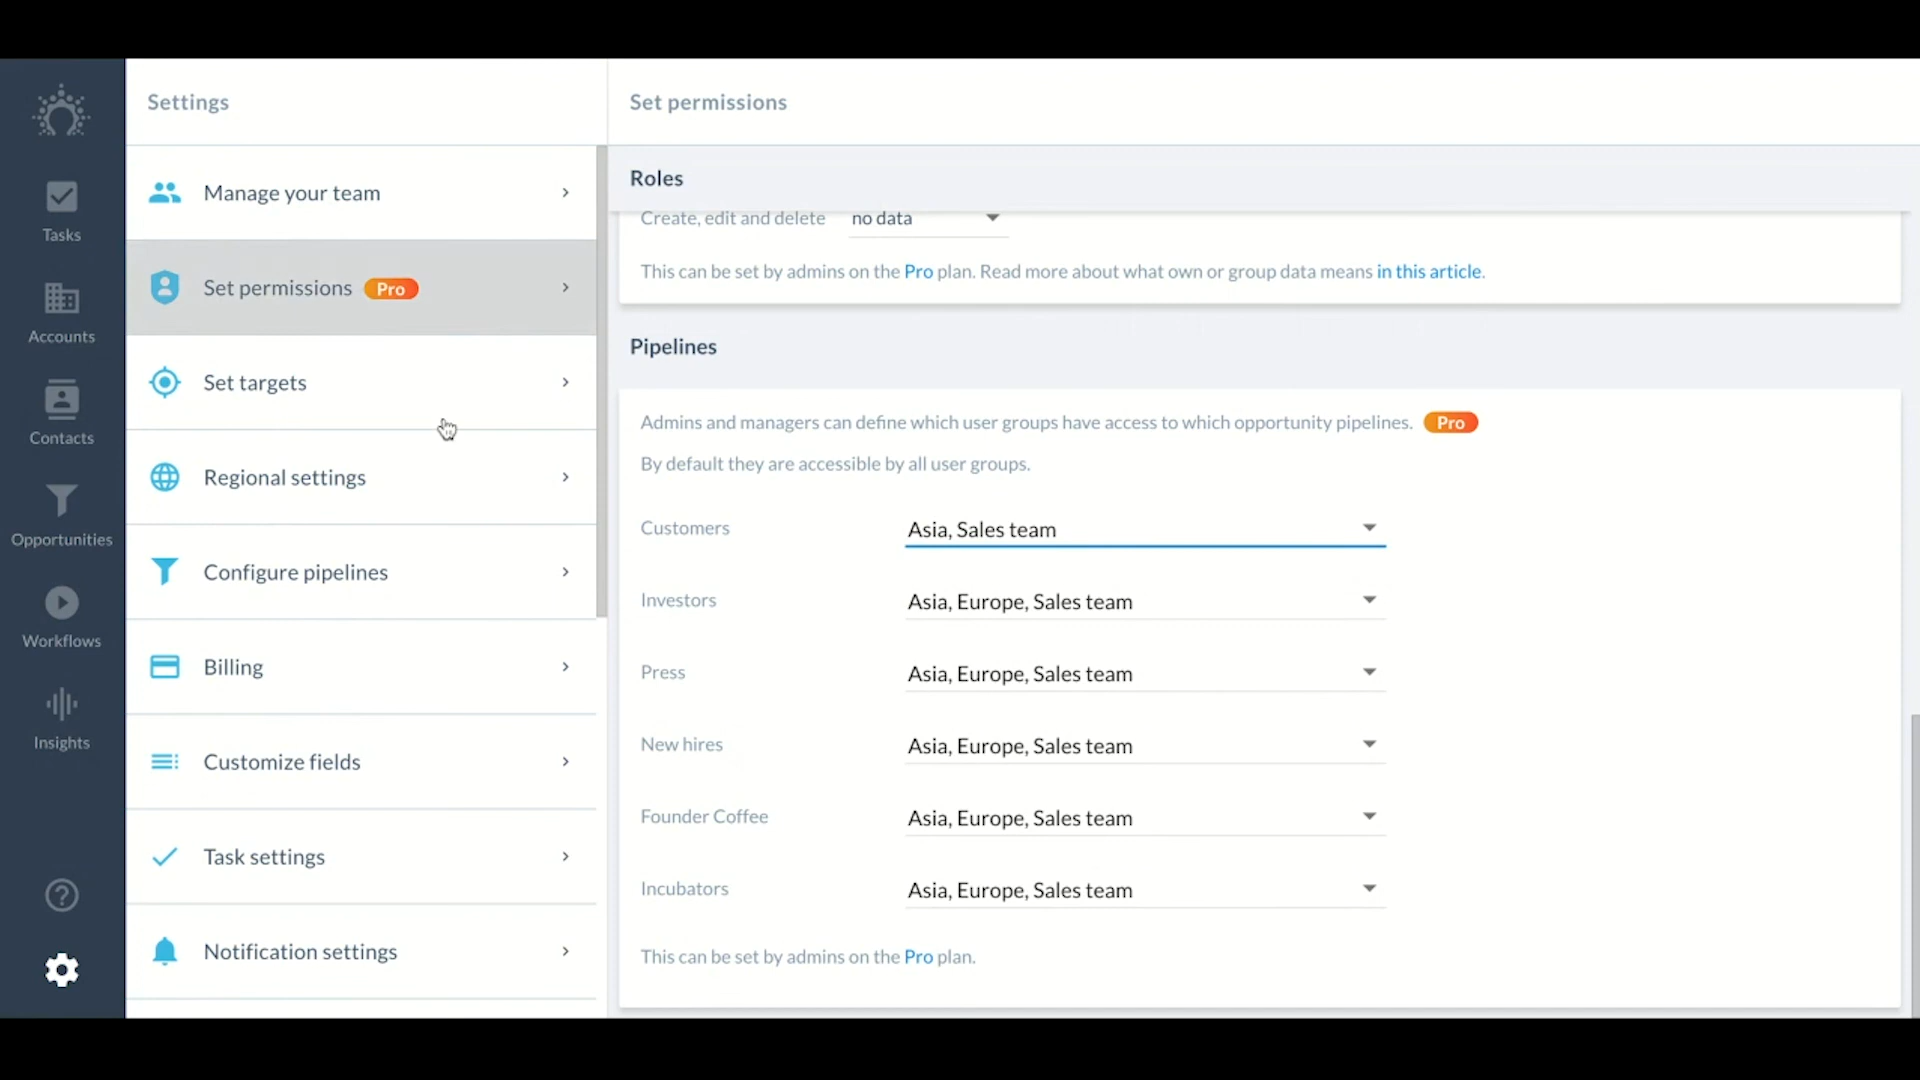 Settings
Set permissions
Tasks
Accounts
Contacts
Opportunities
Workflows
Insights
Manage your team
Set permissions Pro
Set targets
Regional settings
Configure pipelines
Billing
Customize fields
Task settings
Notification settings
Roles
Create, edit and delete no data
This can be set by admins on the Pro plan. Read more about what own or group data means in this article.
Pipelines
Admins and managers can define which user groups have access to which opportunity pipelines. Pro
By default they are accessible by all user groups.
Customers Asia, Sales team
Investors Asia, Europe, Sales team
Press Asia, Europe, Sales team
New hires Asia, Europe, Sales team
Founder Coffee Asia, Europe, Sales team
Incubators Asia, Europe, Sales team
This can be set by admins on the Pro plan.